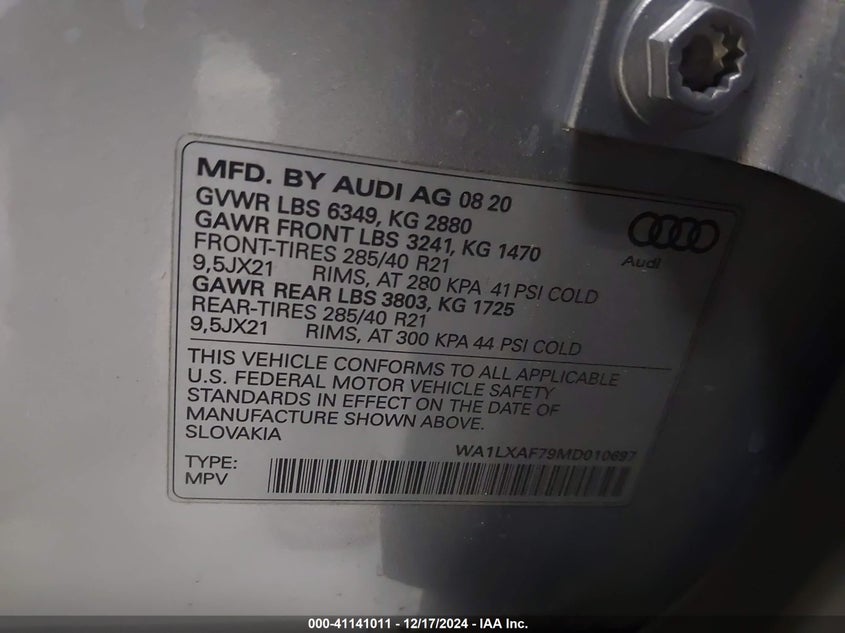 MFD. BY AUDI AG 08 20
GVWR LBS 6349, KG 2880
GAWR FRONT LBS 3241, KG 1470
FRONT-TIRES 285/40 R21
9,5JX21 RIMS, AT 280 KPA 41 PSI COLD
GAWR REAR LBS 3803, KG 1725
REAR-TIRES 285/40 R21
9,5JX21 RIMS, AT 300 KPA 44 PSI COLD
Audi
THIS VEHICLE CONFORMS TO ALL APPLICABLE
U.S. FEDERAL MOTOR VEHICLE SAFETY
STANDARDS IN EFFECT ON THE DATE OF
MANUFACTURE SHOWN ABOVE.
SLOVAKIA
WA1LXAF79MD010697
TYPE:
MPV
000-41141011 - 12/17/2024 - IAA Inc.